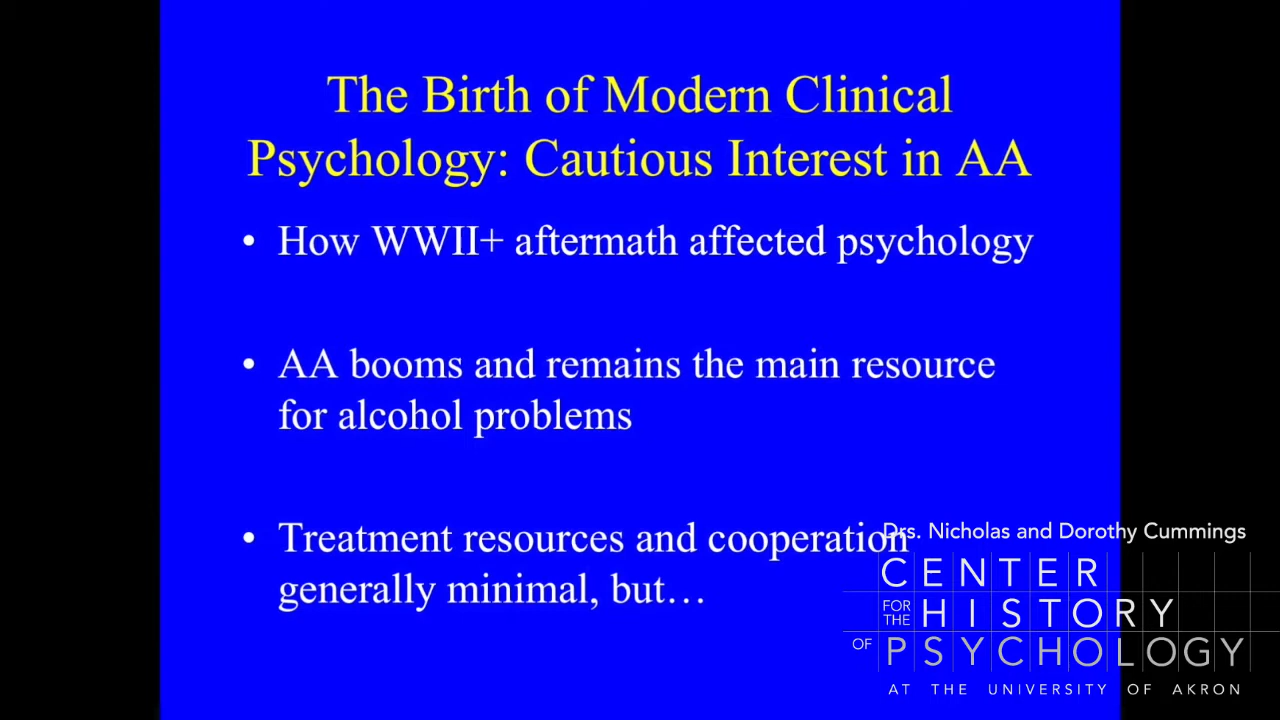 The Birth of Modern Clinical
Psychology: Cautious Interest in AA
• How WWII+ aftermath affected psychology
• AA booms and remains the main resource
for alcohol problems
• Treatment resources and cooperation
generally minimal, but…
Drs. Nicholas and Dorothy Cummings
CENTER
FOR THE HISTORY
OF PSYCHOLOGY
AT THE UNIVERSITY OF AKRON